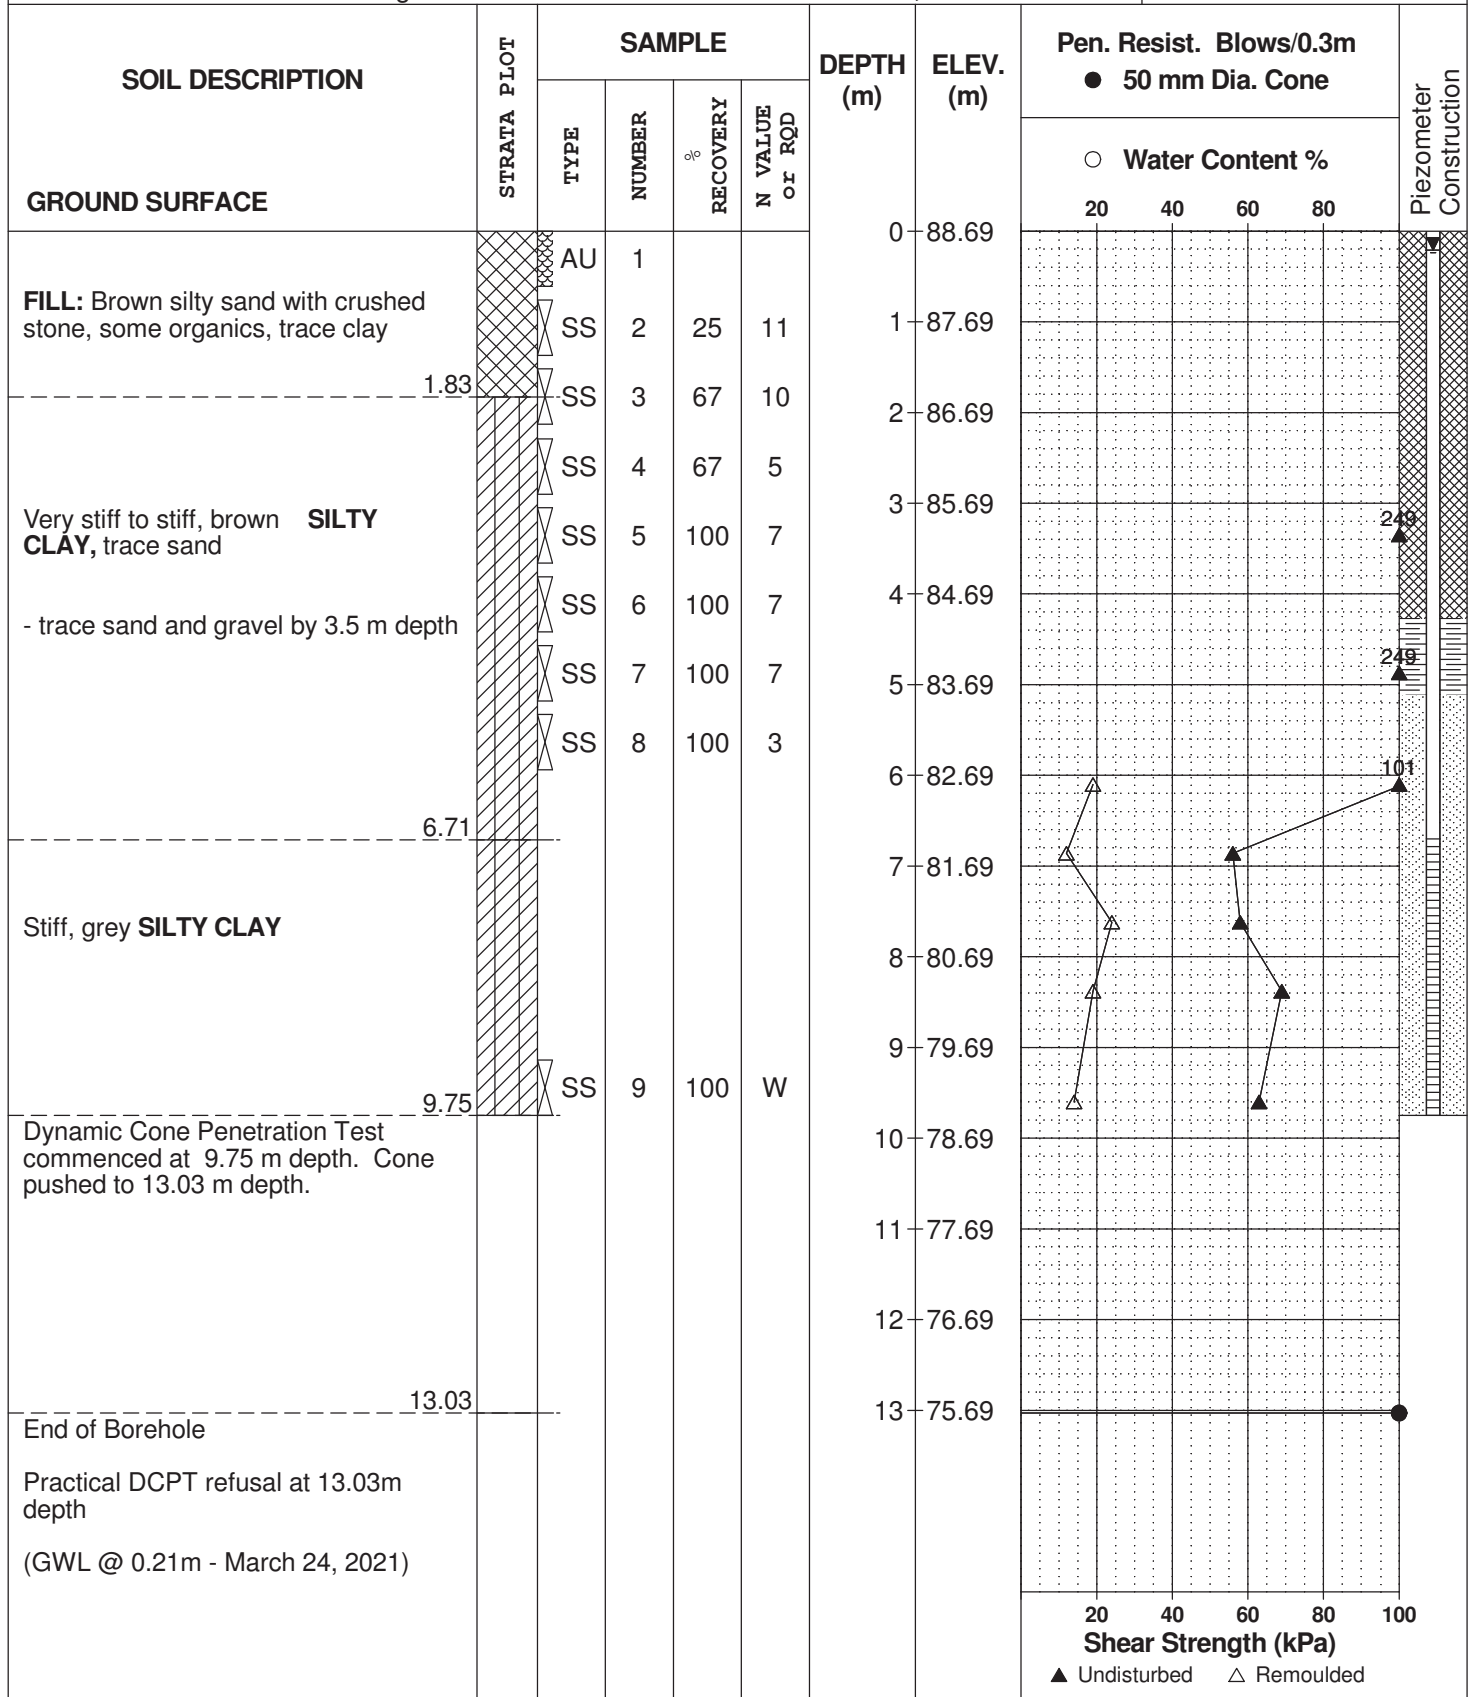 SOIL DESCRIPTION
GROUND SURFACE
STRATA PLOT
SAMPLE
TYPE
NUMBER
% RECOVERY
N VALUE or RQD
DEPTH (m)
ELEV. (m)
Pen. Resist. Blows/0.3m
● 50 mm Dia. Cone
○ Water Content %
20 40 60 80
Piezometer Construction
0 88.69
AU 1
FILL: Brown silty sand with crushed
stone, some organics, trace clay
SS 2 25 11
1 87.69
1.83
SS 3 67 10
2 86.69
SS 4 67 5
3 85.69
Very stiff to stiff, brown SILTY
CLAY, trace sand
SS 5 100 7
249
4 84.69
SS 6 100 7
- trace sand and gravel by 3.5 m depth
249
SS 7 100 7
5 83.69
SS 8 100 3
6 82.69
101
6.71
7 81.69
Stiff, grey SILTY CLAY
8 80.69
9 79.69
SS 9 100 W
9.75
Dynamic Cone Penetration Test
commenced at 9.75 m depth. Cone
pushed to 13.03 m depth.
10 78.69
11 77.69
12 76.69
13.03
13 75.69
End of Borehole
Practical DCPT refusal at 13.03m
depth
(GWL @ 0.21m - March 24, 2021)
20 40 60 80 100
Shear Strength (kPa)
▲ Undisturbed △ Remoulded